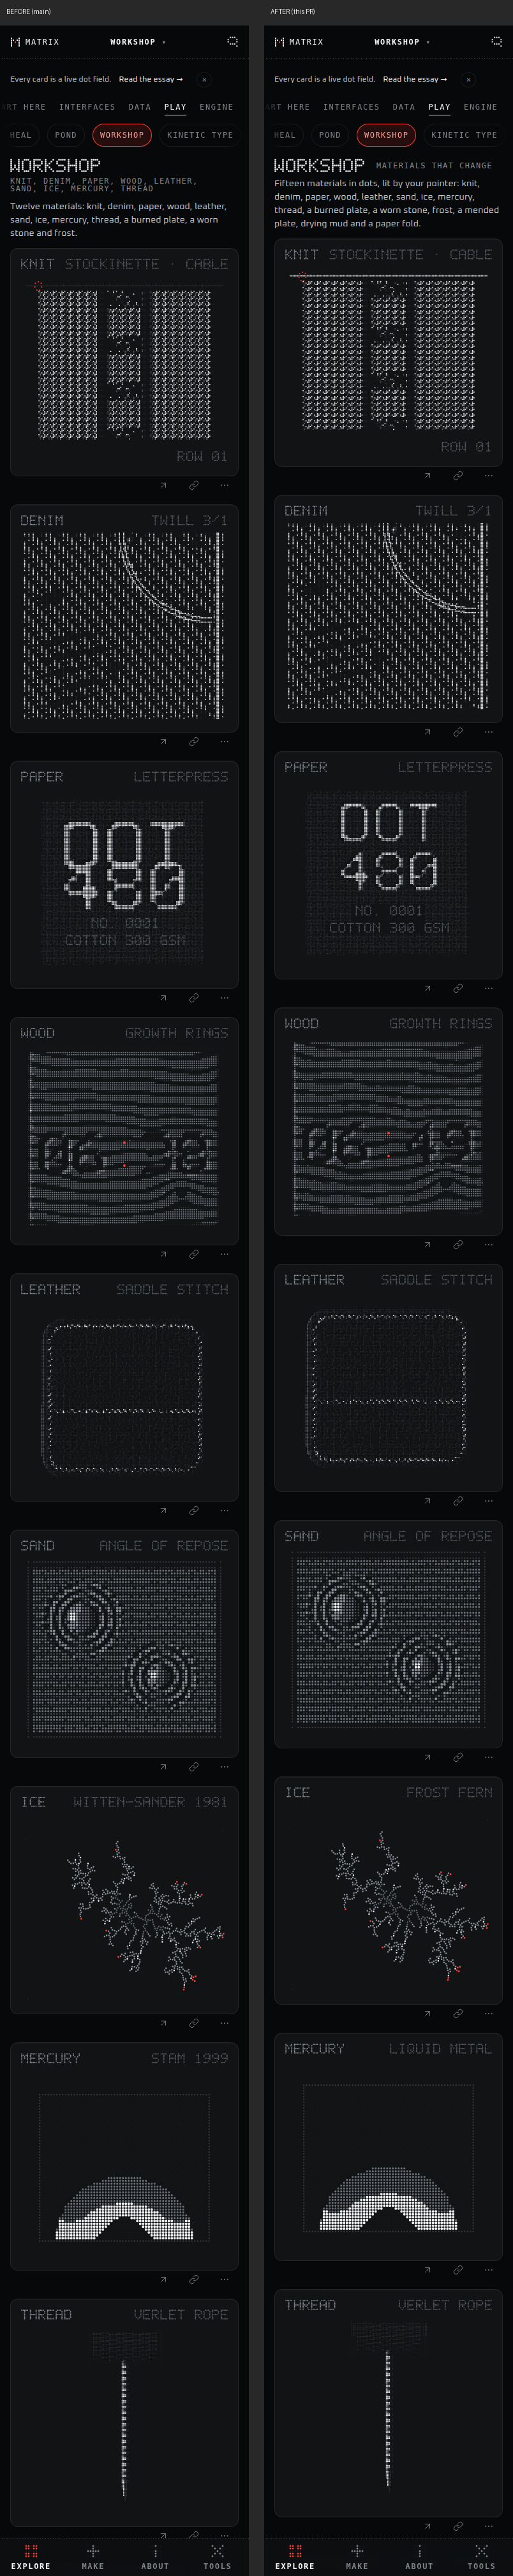 BEFORE (main)
MATRIX
WORKSHOP ▾
Every card is a live dot field. Read the essay → ×
ART HERE INTERFACES DATA PLAY ENGINE
HEAL POND WORKSHOP KINETIC TYPE
WORKSHOP
KNIT, DENIM, PAPER, WOOD, LEATHER,
SAND, ICE, MERCURY, THREAD
Twelve materials: knit, denim, paper, wood, leather,
sand, ice, mercury, thread, a burned plate, a worn
stone and frost.
KNIT STOCKINETTE · CABLE
ROW 01
DENIM TWILL 3/1
PAPER LETTERPRESS
DOT
480
NO. 0001
COTTON 300 GSM
WOOD GROWTH RINGS
LEATHER SADDLE STITCH
SAND ANGLE OF REPOSE
ICE WITTEN-SANDER 1981
MERCURY STAM 1999
THREAD VERLET ROPE
EXPLORE MAKE ABOUT TOOLS
AFTER (this PR)
MATRIX
WORKSHOP ▾
Every card is a live dot field. Read the essay → ×
ART HERE INTERFACES DATA PLAY ENGINE
HEAL POND WORKSHOP KINETIC TYPE
WORKSHOP MATERIALS THAT CHANGE
Fifteen materials in dots, lit by your pointer: knit,
denim, paper, wood, leather, sand, ice, mercury,
thread, a burned plate, a worn stone, frost, a mended
plate, drying mud and a paper fold.
KNIT STOCKINETTE · CABLE
ROW 01
DENIM TWILL 3/1
PAPER LETTERPRESS
DOT
480
NO. 0001
COTTON 300 GSM
WOOD GROWTH RINGS
LEATHER SADDLE STITCH
SAND ANGLE OF REPOSE
ICE FROST FERN
MERCURY LIQUID METAL
THREAD VERLET ROPE
EXPLORE MAKE ABOUT TOOLS